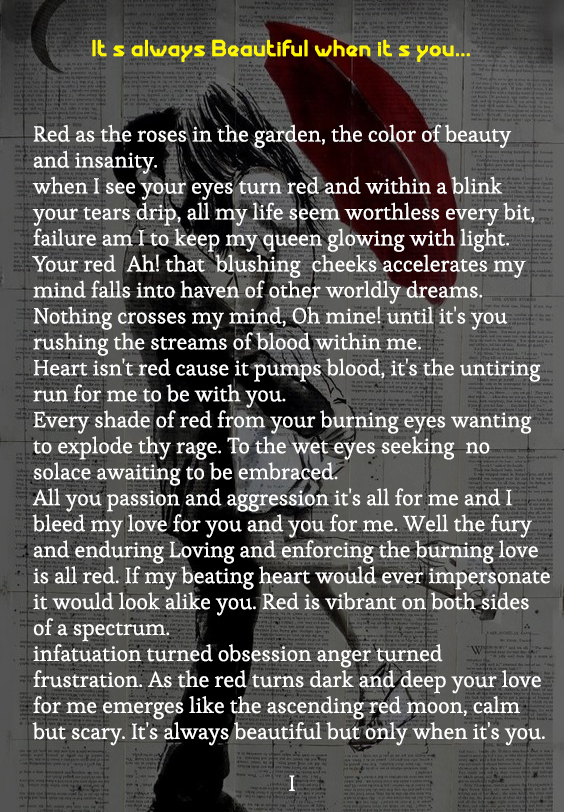 It s always Beautiful when it s you...
Red as the roses in the garden, the color of beauty
and insanity.
when I see your eyes turn red and within a blink
your tears drip, all my life seem worthless every bit,
failure am I to keep my queen glowing with light.
Your red  Ah! that  blushing  cheeks accelerates my
mind falls into haven of other worldly dreams.
Nothing crosses my mind, Oh mine! until it's you
rushing the streams of blood within me.
Heart isn't red cause it pumps blood, it's the untiring
run for me to be with you.
Every shade of red from your burning eyes wanting
to explode thy rage. To the wet eyes seeking  no
solace awaiting to be embraced.
All you passion and aggression it's all for me and I
bleed my love for you and you for me. Well the fury
and enduring Loving and enforcing the burning love
is all red. If my beating heart would ever impersonate
it would look alike you. Red is vibrant on both sides
of a spectrum.
infatuation turned obsession anger turned
frustration. As the red turns dark and deep your love
for me emerges like the ascending red moon, calm
but scary. It's always beautiful but only when it's you.
I